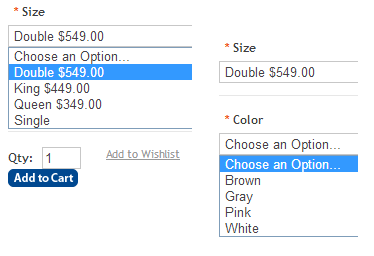 * Size
Double $549.00
Choose an Option...
Double $549.00
King $449.00
Queen $349.00
Single
Qty: 1
Add to Wishlist
Add to Cart
* Size
Double $549.00
* Color
Choose an Option...
Choose an Option...
Brown
Gray
Pink
White